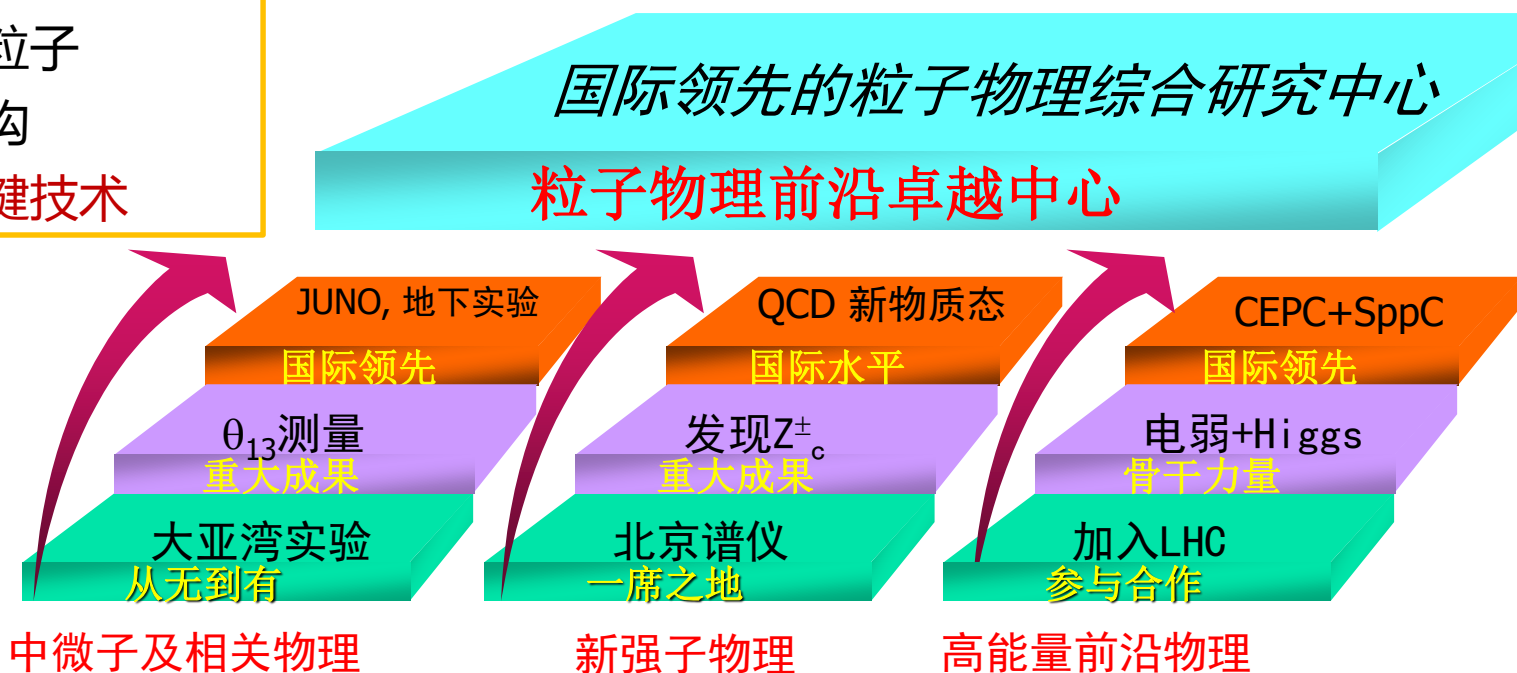 粒子
沟
键技术
国际领先的粒子物理综合研究中心
粒子物理前沿卓越中心
JUNO, 地下实验
国际领先
θ13测量
重大成果
大亚湾实验
从无到有
中微子及相关物理
QCD 新物质态
国际水平
发现Z±c
重大成果
北京谱仪
一席之地
新强子物理
CEPC+SppC
国际领先
电弱+Higgs
骨干力量
加入LHC
参与合作
高能量前沿物理